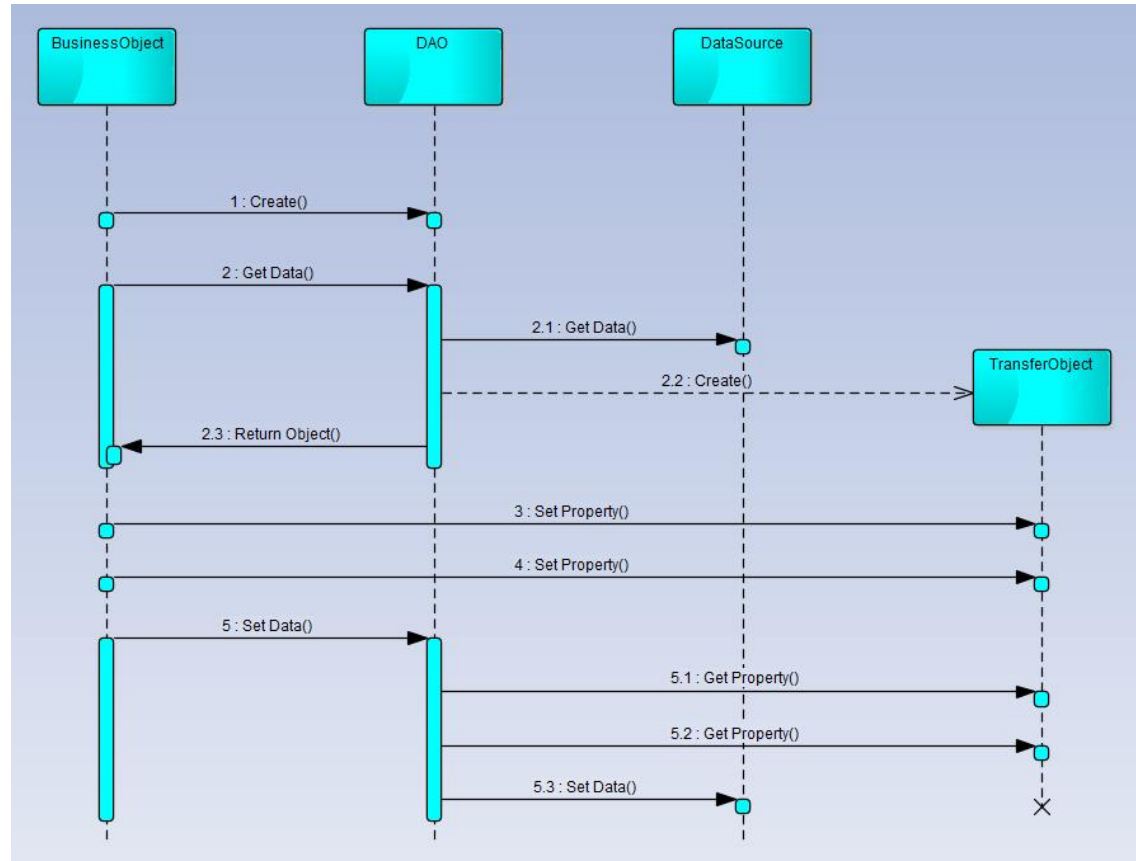 BusinessObject
DAO
DataSource
1 : Create()
2 : Get Data()
2.1 : Get Data()
TransferObject
2.2 : Create()
2.3 : Return Object()
3 : Set Property()
4 : Set Property()
5 : Set Data()
5.1 : Get Property()
5.2 : Get Property()
5.3 : Set Data()